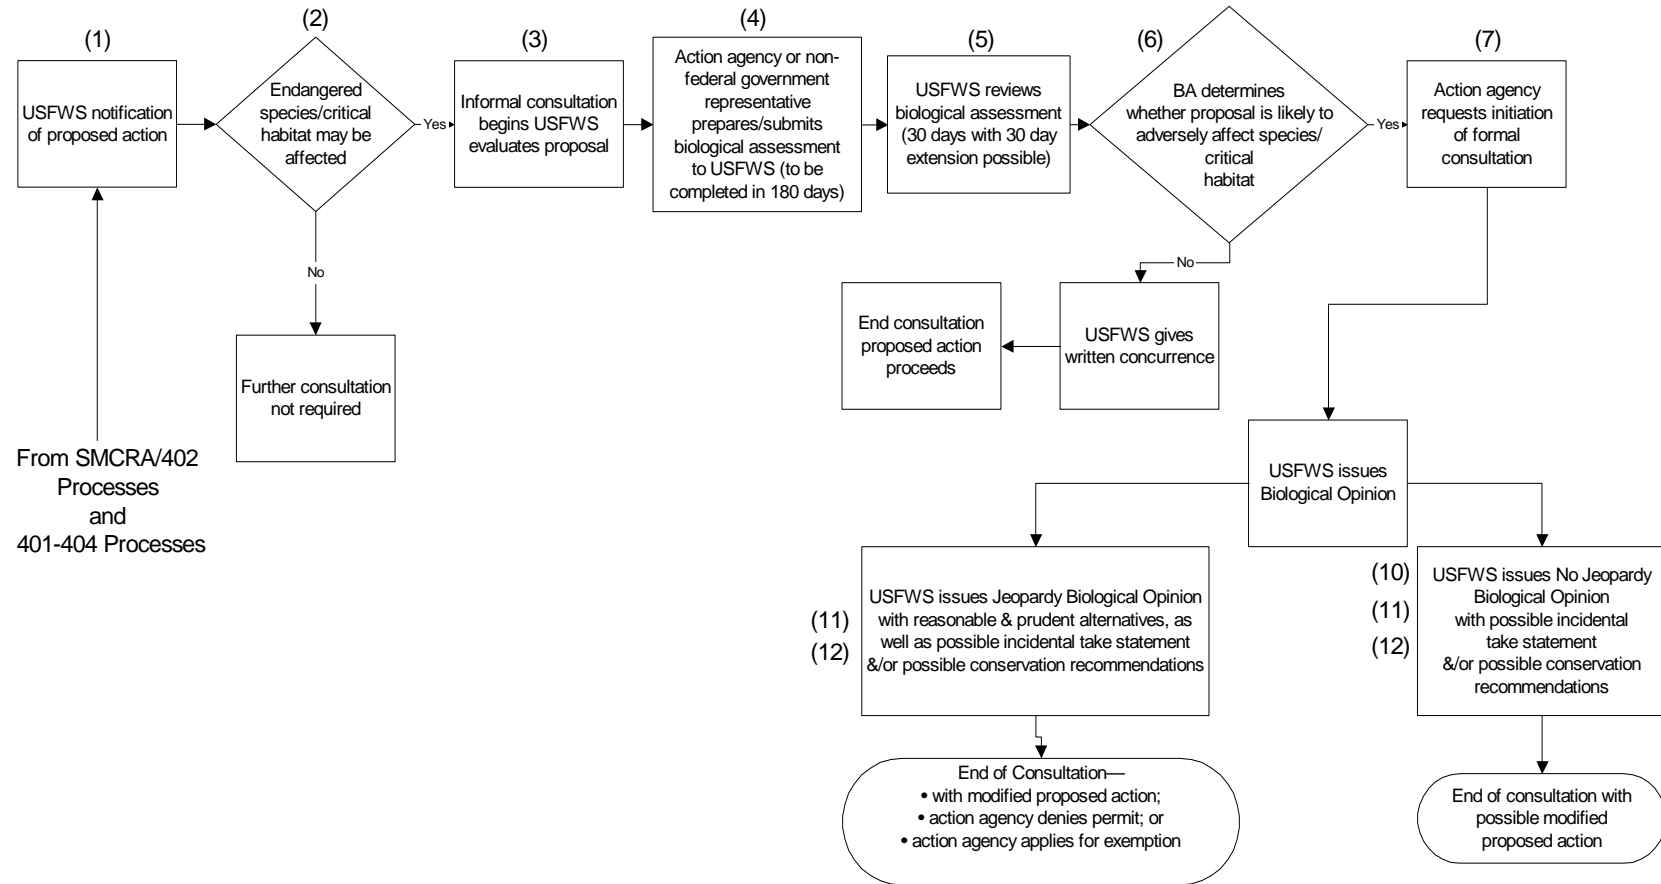 (1)
USFWS notification
of proposed action
(2)
Endangered
species/critical
habitat may be
affected
Yes
(3)
Informal consultation
begins USFWS
evaluates proposal
(4)
Action agency or non-
federal government
representative
prepares/submits
biological assessment
to USFWS (to be
completed in 180 days)
(5)
USFWS reviews
biological assessment
(30 days with 30 day
extension possible)
(6)
BA determines
whether proposal is likely to
adversely affect species/
critical
habitat
Yes
(7)
Action agency
requests initiation
of formal
consultation
No
Further consultation
not required
From SMCRA/402
Processes
and
401-404 Processes
No
USFWS gives
written concurrence
End consultation
proposed action
proceeds
USFWS issues
Biological Opinion
(11)
(12)
USFWS issues Jeopardy Biological Opinion
with reasonable & prudent alternatives, as
well as possible incidental take statement
&/or possible conservation recommendations
(10)
(11)
(12)
USFWS issues No Jeopardy
Biological Opinion
with possible incidental
take statement
&/or possible conservation
recommendations
End of Consultation—
• with modified proposed action;
• action agency denies permit; or
• action agency applies for exemption
End of consultation with
possible modified
proposed action